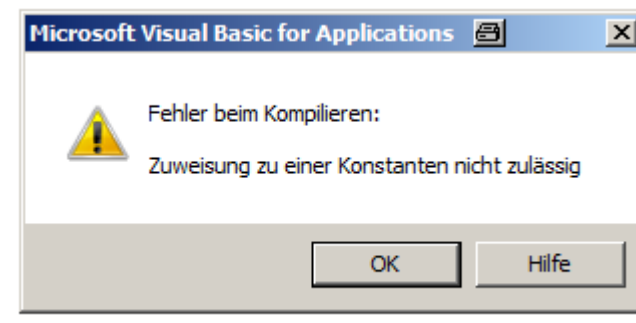 Microsoft Visual Basic for Applications
Fehler beim Kompilieren:
Zuweisung zu einer Konstanten nicht zulässig
OK Hilfe